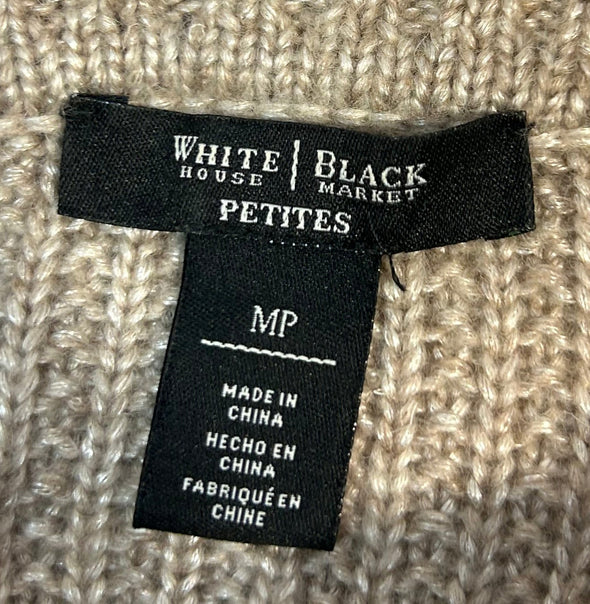 WHITE | BLACK
HOUSE MARKET
PETITES
MP
MADE IN
CHINA
HECHO EN
CHINA
FABRIQUÉ EN
CHINE